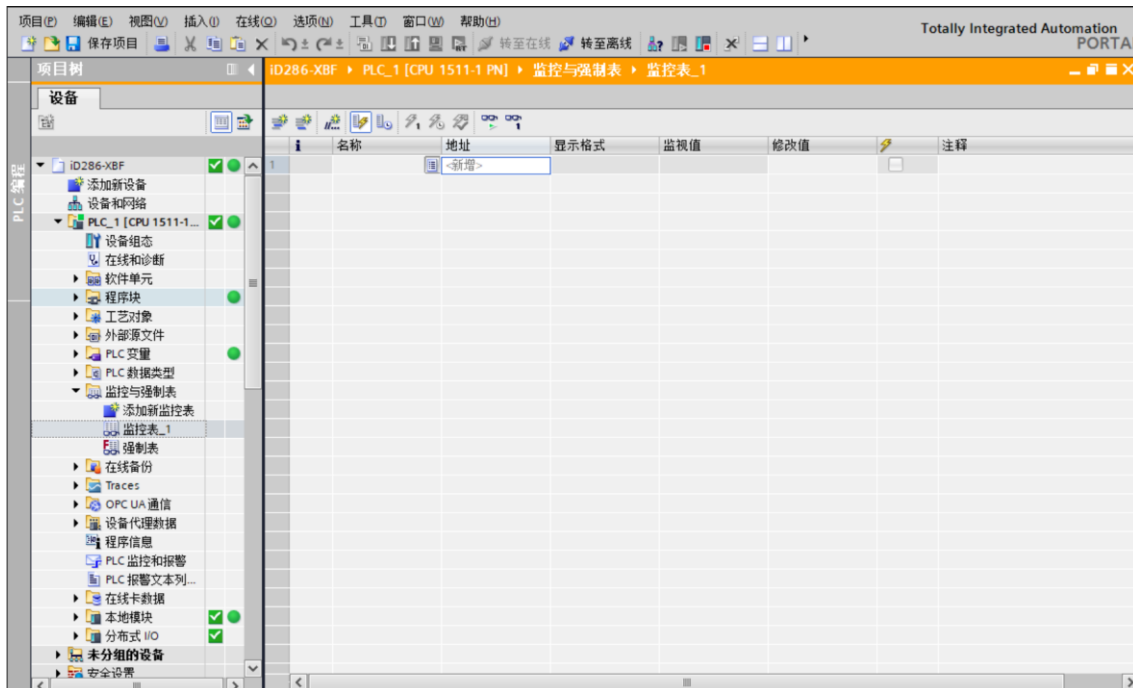 项目(P) 编辑(E) 视图(V) 插入(I) 在线(O) 选项(N) 工具(T) 窗口(W) 帮助(H)
Totally Integrated Automation
PORTA
保存项目 转至在线 转至离线
项目树
iD286-XBF PLC_1 [CPU 1511-1 PN] 监控与强制表 监控表_1
设备
PLC 编程
i 名称 地址 显示格式 监视值 修改值 注释
1 <新增>
iD286-XBF
添加新设备
设备和网络
PLC_1 [CPU 1511-1...
设备组态
在线和诊断
软件单元
程序块
工艺对象
外部源文件
PLC 变量
PLC 数据类型
监控与强制表
添加新监控表
监控表_1
强制表
在线备份
Traces
OPC UA 通信
设备代理数据
程序信息
PLC 监控和报警
PLC 报警文本列...
在线卡数据
本地模块
分布式 I/O
未分组的设备
安全设置